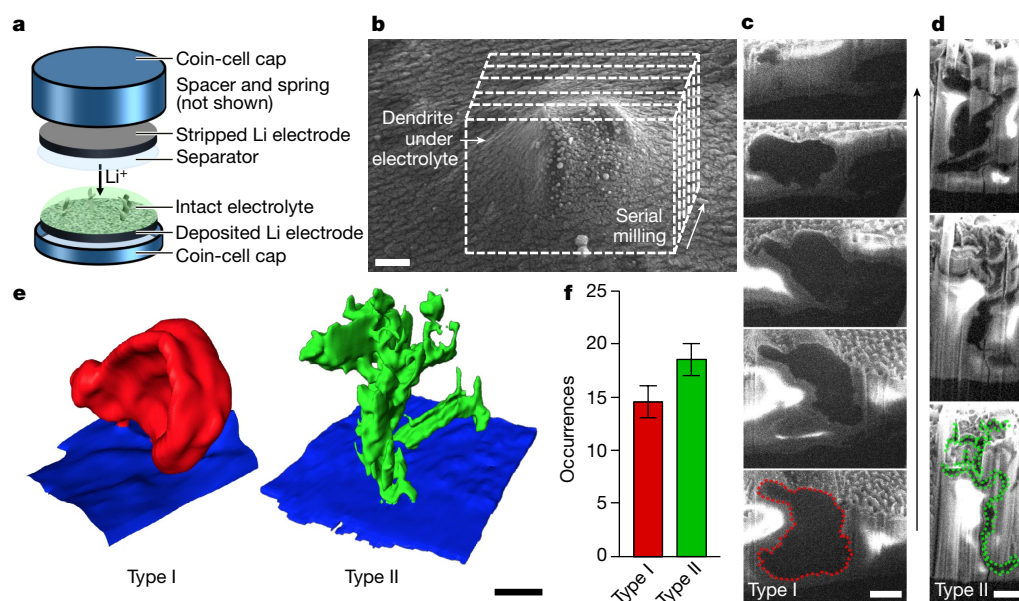 a
Coin-cell cap
Spacer and spring
(not shown)
Stripped Li electrode
Separator
Li⁺
Intact electrolyte
Deposited Li electrode
Coin-cell cap
b
Dendrite
under
electrolyte
Serial
milling
c
Type I
d
Type II
e
Type I
Type II
f
25
20
15
10
5
0
Occurrences
Type I
Type II